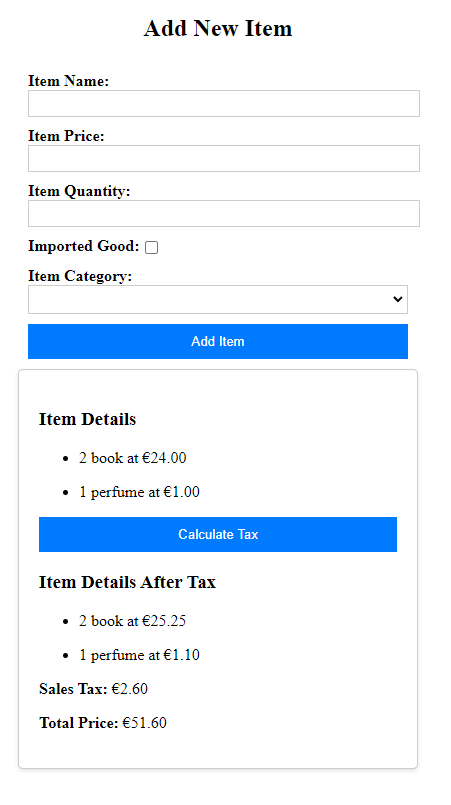 Add New Item
Item Name:
Item Price:
Item Quantity:
Imported Good:
Item Category:
Add Item
Item Details
2 book at €24.00
1 perfume at €1.00
Calculate Tax
Item Details After Tax
2 book at €25.25
1 perfume at €1.10
Sales Tax: €2.60
Total Price: €51.60